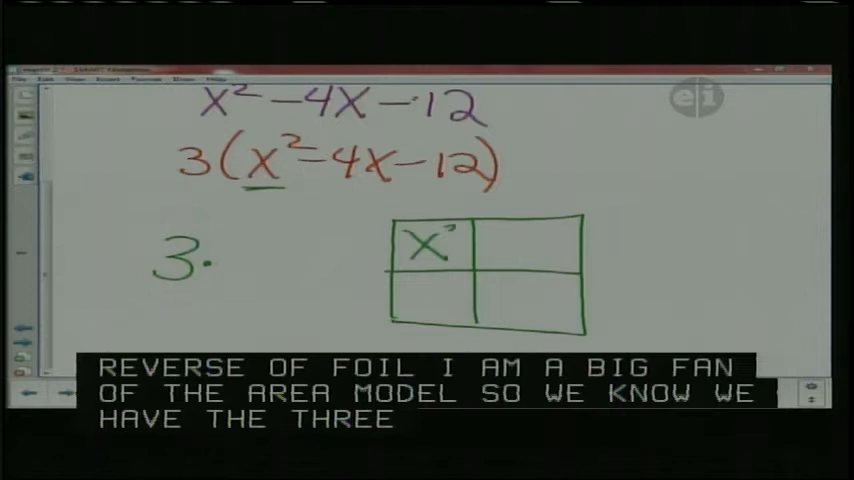 x² - 4x - 12
3(x² - 4x - 12)
3·
x²
ei
REVERSE OF FOIL I AM A BIG FAN
OF THE AREA MODEL SO WE KNOW WE
HAVE THE THREE